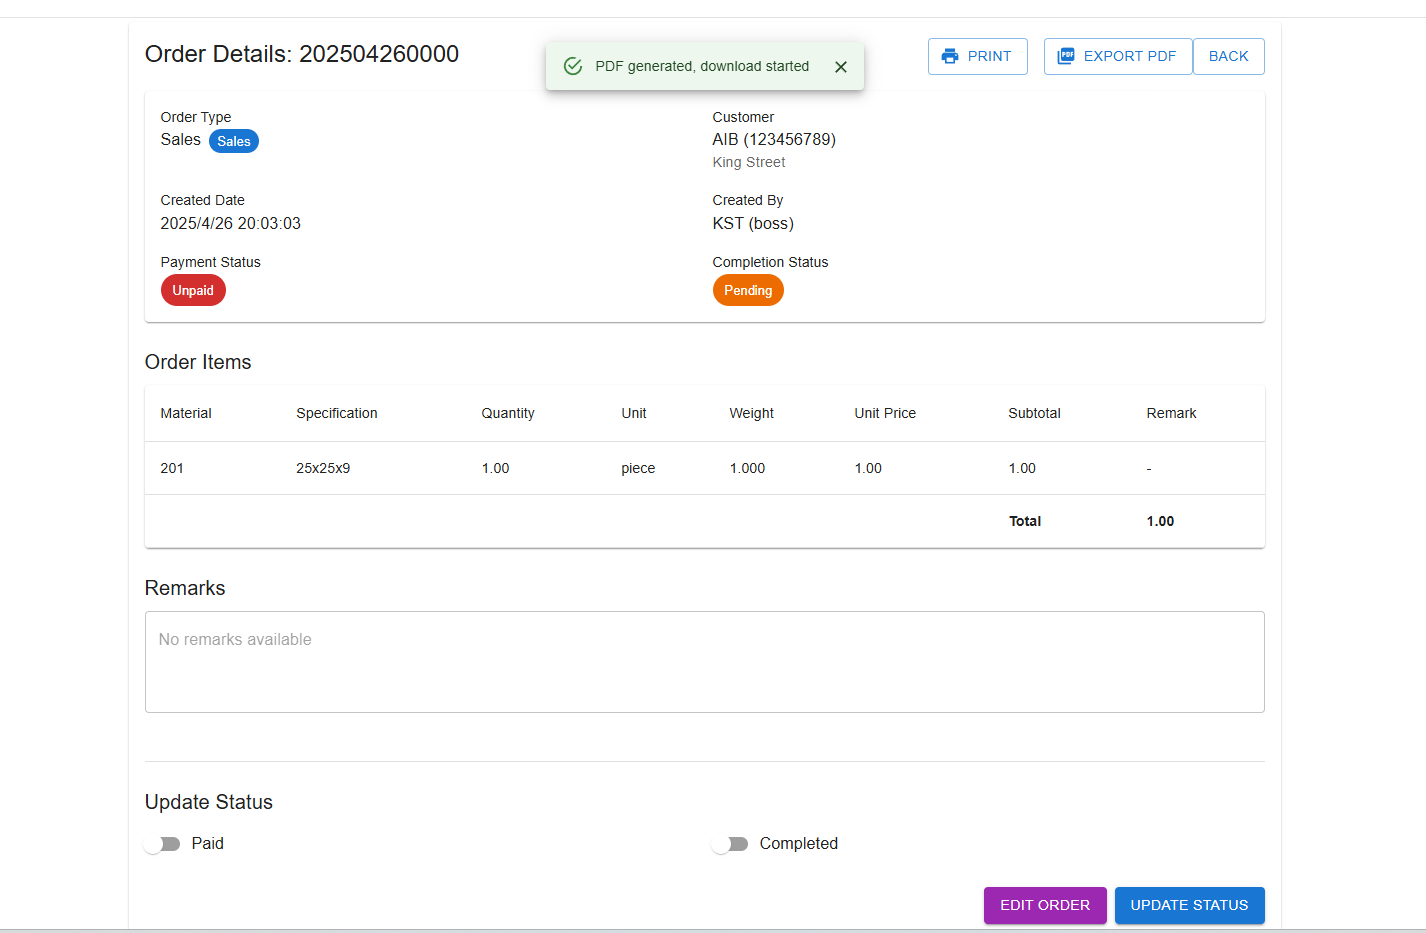 Order Details: 202504260000
PDF generated, download started
PRINT
PDF
EXPORT PDF
BACK
Order Type
Sales Sales
Customer
AIB (123456789)
King Street
Created Date
2025/4/26 20:03:03
Created By
KST (boss)
Payment Status
Unpaid
Completion Status
Pending
Order Items
Material Specification Quantity Unit Weight Unit Price Subtotal Remark
201 25x25x9 1.00 piece 1.000 1.00 1.00 -
Total 1.00
Remarks
No remarks available
Update Status
Paid
Completed
EDIT ORDER
UPDATE STATUS